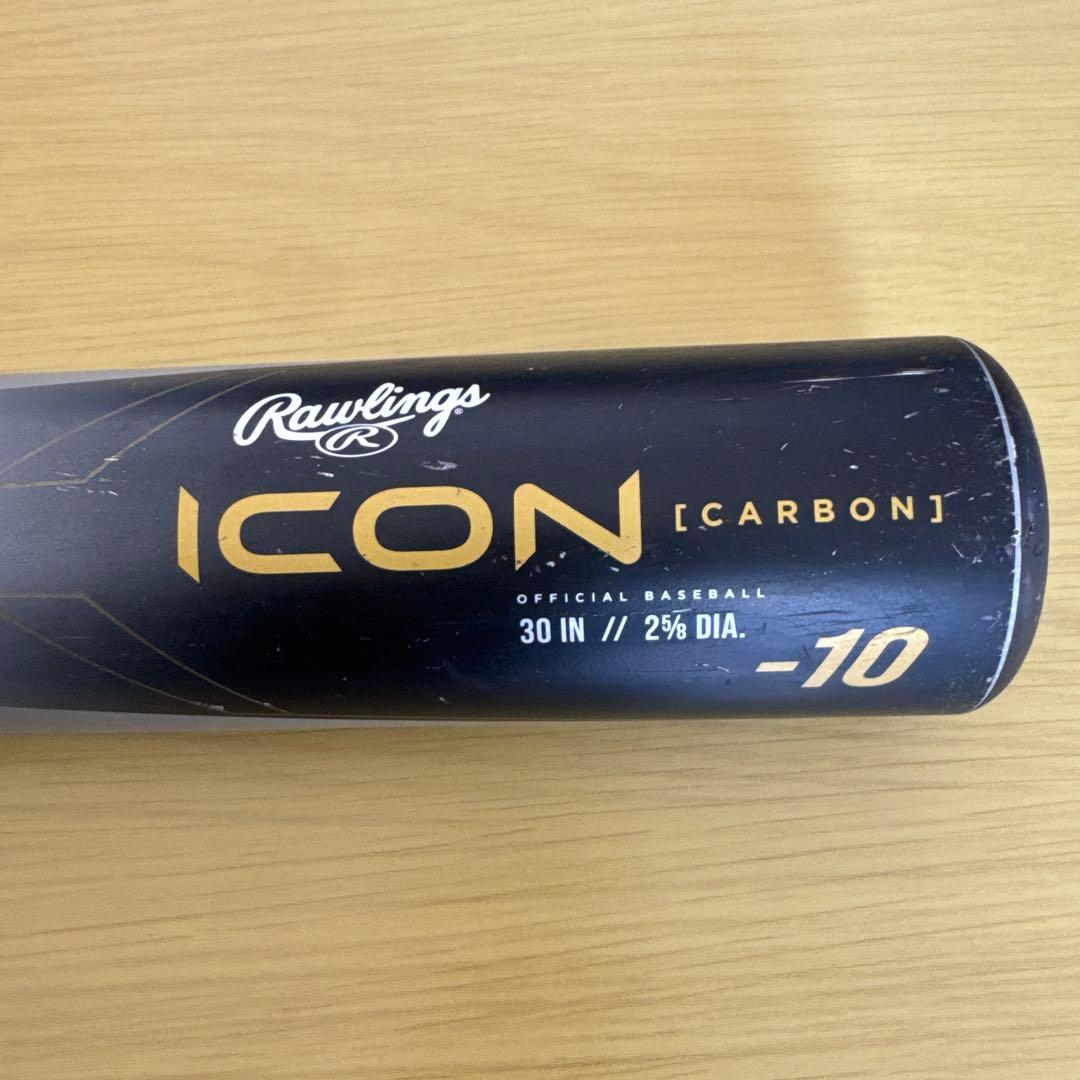 Rawlings®
R
ICON [CARBON]
OFFICIAL BASEBALL
30 IN // 2⅝ DIA.
-10